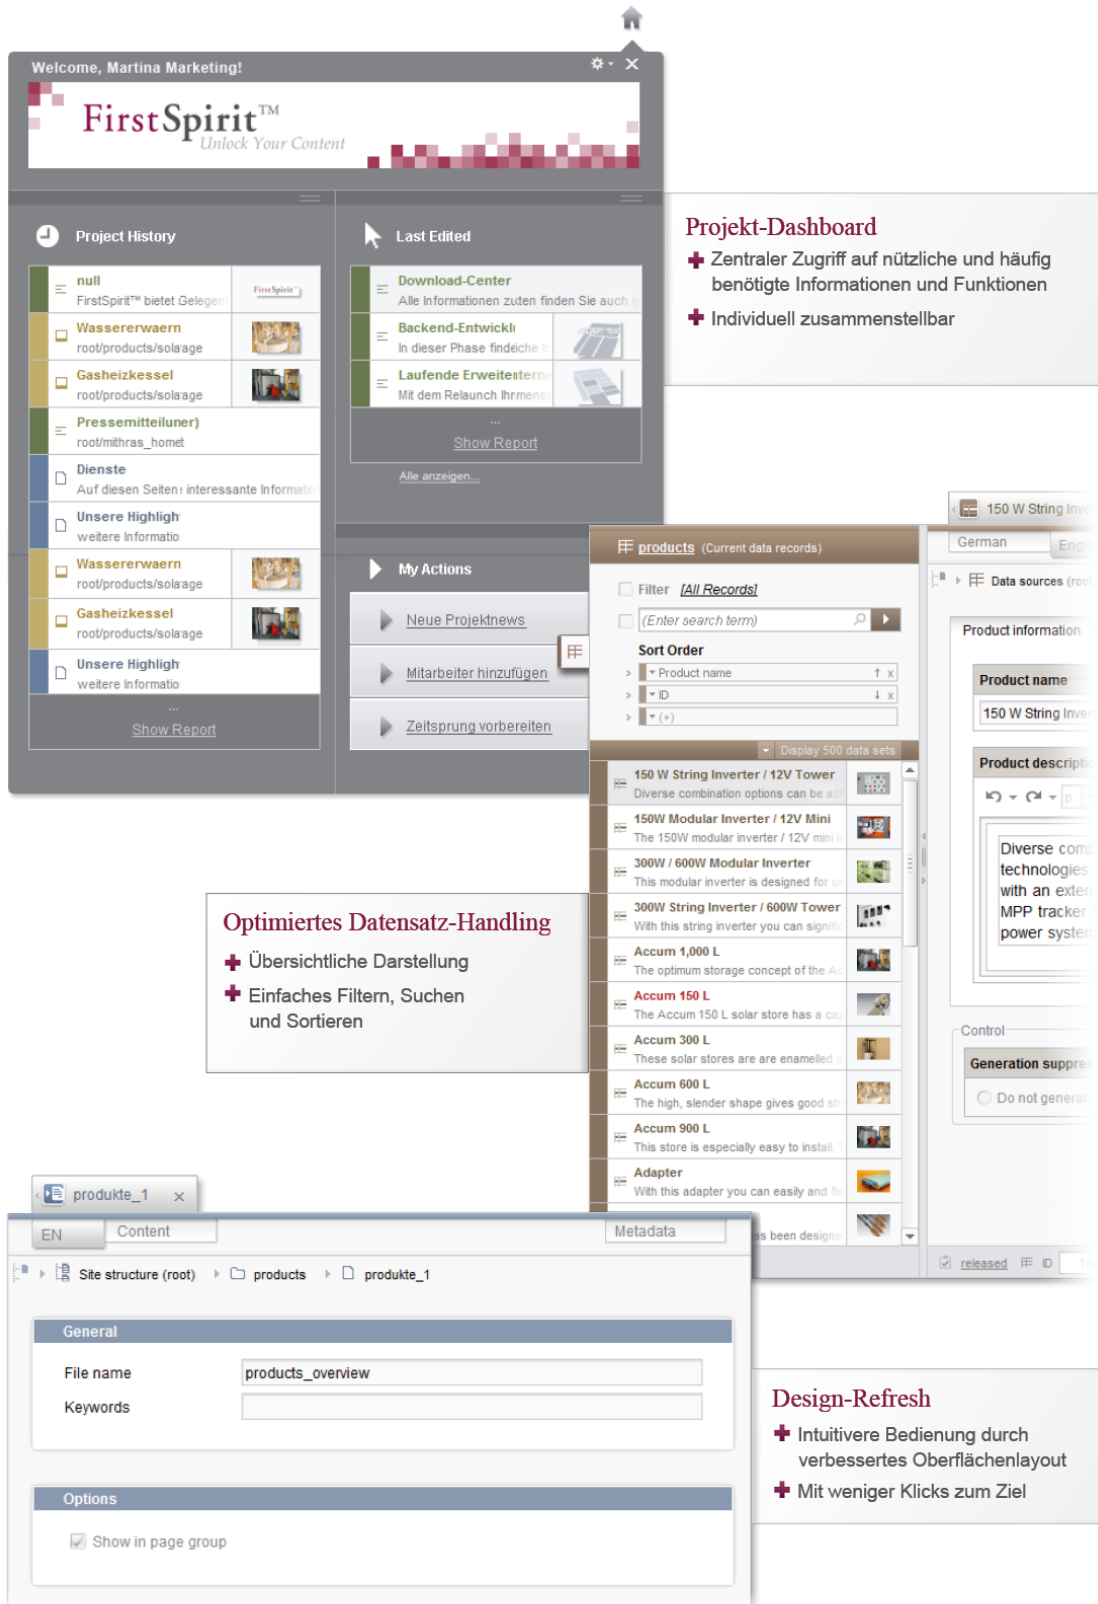 Welcome, Martina Marketing!
FirstSpirit™
Unlock Your Content
Project History
null
FirstSpirit™ bietet
FirstSpirit™
Wassererwaern
root/products/solarage
Gasheizkessel
root/products/solarage
Pressemitteiluner)
root/mithras_homet
Dienste
Auf diesen Seiten interessante
Unsere Highligh
weitere Informatio
Wassererwaern
root/products/solarage
Gasheizkessel
root/products/solarage
Unsere Highligh
weitere Informatio
...
Show Report
Last Edited
Download-Center
Alle Informationen zuten finden Sie auch
Backend-Entwickl
In dieser Phase
Laufende
Mit dem Relaunch
...
Show Report
Alle anzeigen...
My Actions
Neue Projektnews
Mitarbeiter hinzufügen
Zeitsprung vorbereiten
Projekt-Dashboard
Zentraler Zugriff auf nützliche und häufig
benötigte Informationen und Funktionen
Individuell zusammenstellbar
products (Current data records)
Filter [All Records]
(Enter search term)
Sort Order
Product name ↑ x
ID ↓ x
(+)
Display 500 data sets
150 W String Inverter / 12V Tower
Diverse combination options can be
150W Modular Inverter / 12V Mini
The 150W modular inverter / 12V mini
300W / 600W Modular Inverter
This modular inverter is designed for
300W String Inverter / 600W Tower
With this string inverter you can
Accum 1,000 L
The optimum storage concept of the
Accum 150 L
The Accum 150 L solar store has a
Accum 300 L
These solar stores are are enamelled
Accum 600 L
The high, slender shape gives good
Accum 900 L
This store is especially easy to install.
Adapter
With this adapter you can easily and
as been designe
150 W String Inve
German
Engli
Data sources (root
Product information
Product name
150 W String Inver
Product descriptio
p
Diverse comb
technologies
with an exten
MPP tracker
power system
Control
Generation suppres
Do not generat
released ID
Optimiertes Datensatz-Handling
Übersichtliche Darstellung
Einfaches Filtern, Suchen
und Sortieren
produkte_1 x
EN
Content
Metadata
Site structure (root) products produkte_1
General
File name products_overview
Keywords
Options
Show in page group
Design-Refresh
Intuitivere Bedienung durch
verbessertes Oberflächenlayout
Mit weniger Klicks zum Ziel